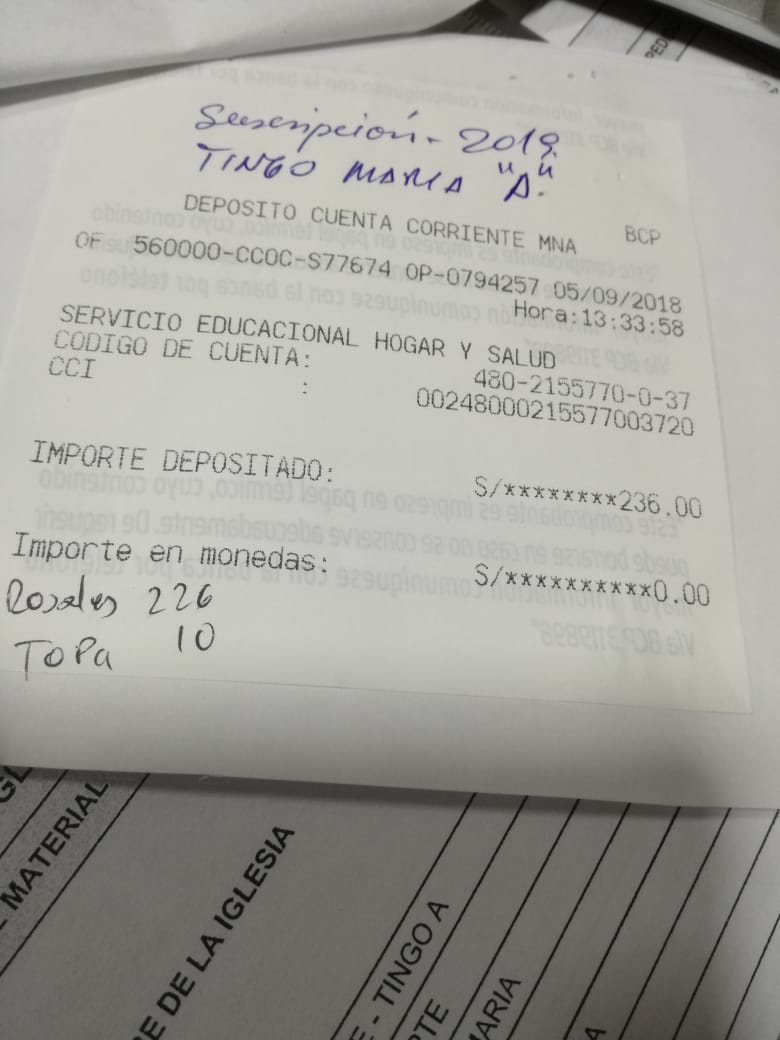 Suscripción - 2019.
TINGO MARIA "A".
DEPOSITO CUENTA CORRIENTE MNA BCP
OF 560000-CCOC-S77674 OP-0794257 05/09/2018
Hora:13:33:58
SERVICIO EDUCACIONAL HOGAR Y SALUD
CODIGO DE CUENTA: 480-2155770-0-37
CCI : 00248000215577003720
IMPORTE DEPOSITADO: S/********236.00
Importe en monedas: S/**********0.00
Rosales 226
TOPa 10
MATERIAL
E DE LA IGLESIA
E - TINGO A
RTE
ARIA